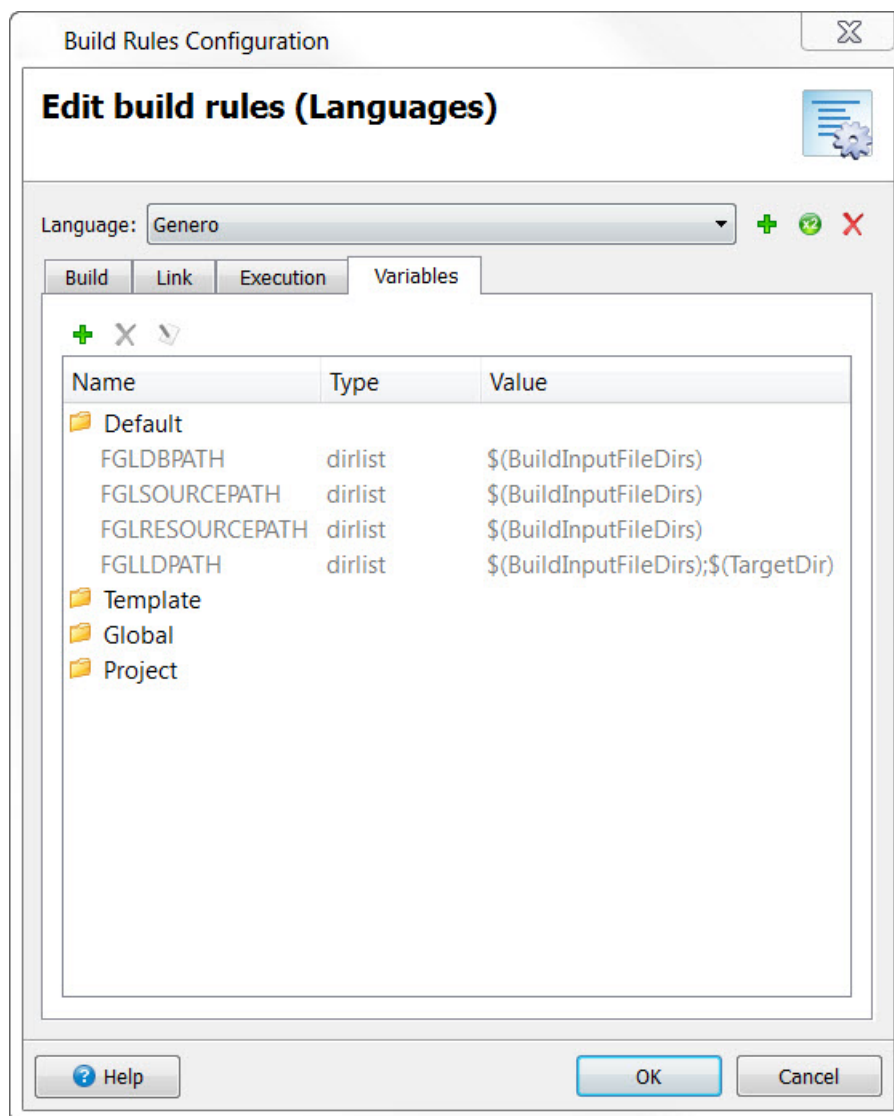 Build Rules Configuration
Edit build rules (Languages)
Language: Genero x2
Build Link Execution Variables
Name Type Value
Default
FGLDBPATH dirlist $(BuildInputFileDirs)
FGLSOURCEPATH dirlist $(BuildInputFileDirs)
FGLRESOURCEPATH dirlist $(BuildInputFileDirs)
FGLLDPATH dirlist $(BuildInputFileDirs);$(TargetDir)
Template
Global
Project
? Help OK Cancel